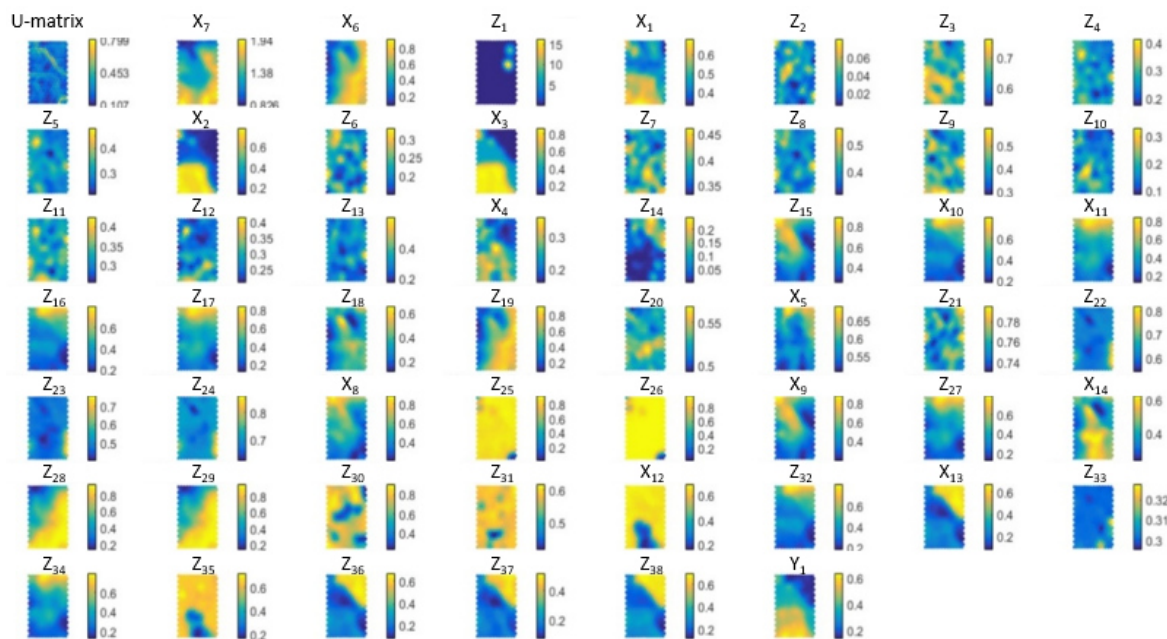 U-matrix X₇ X₆ Z₁ X₁ Z₂ Z₃ Z₄
0.799 1.94 15 0.4
0.8 0.6 0.06 0.7
0.453 1.38 0.6 10 0.5 0.04 0.3
0.4 5 0.6
0.107 0.826 0.2 0.4 0.02 0.2
Z₅ X₂ Z₆ X₃ Z₇ Z₈ Z₉ Z₁₀
0.4 0.6 0.3 0.8 0.45 0.5 0.5 0.3
0.3 0.4 0.25 0.6 0.4 0.4 0.4 0.2
0.2 0.2 0.4 0.35 0.3 0.1
0.2
Z₁₁ Z₁₂ Z₁₃ X₄ Z₁₄ Z₁₅ X₁₀ X₁₁
0.4 0.4 0.4 0.3 0.2 0.8 0.6 0.8
0.35 0.35 0.2 0.2 0.15 0.6 0.4 0.6
0.3 0.3 0.1 0.4 0.2 0.4
0.25 0.05 0.2
Z₁₆ Z₁₇ Z₁₈ Z₁₉ Z₂₀ X₅ Z₂₁ Z₂₂
0.6 0.8 0.6 0.8 0.55 0.65 0.78 0.8
0.4 0.6 0.4 0.6 0.5 0.6 0.76 0.7
0.2 0.4 0.2 0.4 0.55 0.74 0.6
0.2 0.2
Z₂₃ Z₂₄ X₈ Z₂₅ Z₂₆ X₉ Z₂₇ X₁₄
0.7 0.8 0.8 0.8 0.8 0.8 0.6 0.6
0.6 0.7 0.6 0.6 0.6 0.6 0.4 0.4
0.5 0.4 0.4 0.4 0.4 0.2
0.2 0.2
Z₂₈ Z₂₉ Z₃₀ Z₃₁ X₁₂ Z₃₂ X₁₃ Z₃₃
0.8 0.8 0.8 0.6 0.6 0.6 0.6 0.32
0.6 0.6 0.6 0.5 0.4 0.4 0.4 0.31
0.4 0.4 0.4 0.2 0.2 0.2 0.3
0.2 0.2 0.2
Z₃₄ Z₃₅ Z₃₆ Z₃₇ Z₃₈ Y₁
0.6 0.6 0.6 0.6 0.6 0.6
0.4 0.4 0.4 0.4 0.4 0.4
0.2 0.2 0.2 0.2 0.2